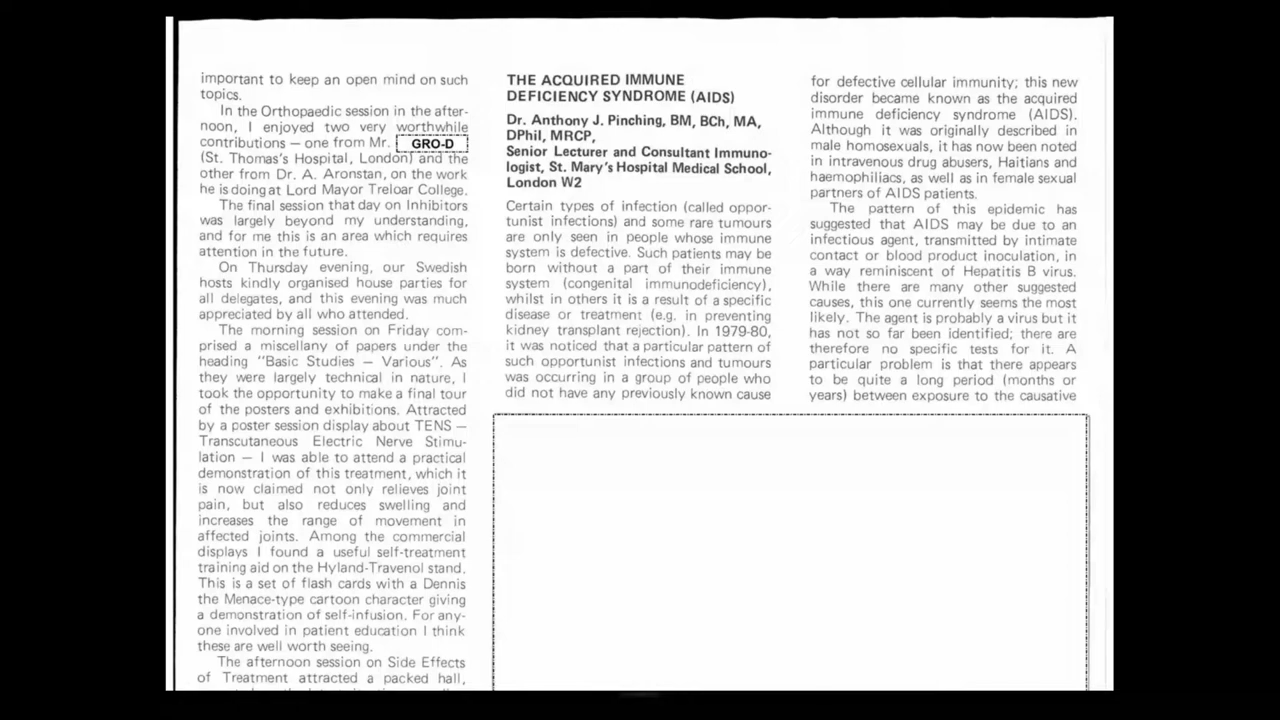 important to keep an open mind on such
topics.
In the Orthopaedic session in the after-
noon, I enjoyed two very worthwhile
contributions — one from Mr. GRO-D
(St. Thomas's Hospital, London) and the
other from Dr. A. Aronstan, on the work
he is doing at Lord Mayor Treloar College.
The final session that day on Inhibitors
was largely beyond my understanding,
and for me this is an area which requires
attention in the future.
On Thursday evening, our Swedish
hosts kindly organised house parties for
all delegates, and this evening was much
appreciated by all who attended.
The morning session on Friday com-
prised a miscellany of papers under the
heading "Basic Studies — Various". As
they were largely technical in nature, I
took the opportunity to make a final tour
of the posters and exhibitions. Attracted
by a poster session display about TENS —
Transcutaneous Electric Nerve Stimu-
lation — I was able to attend a practical
demonstration of this treatment, which it
is now claimed not only relieves joint
pain, but also reduces swelling and
increases the range of movement in
affected joints. Among the commercial
displays I found a useful self-treatment
training aid on the Hyland-Travenol stand.
This is a set of flash cards with a Dennis
the Menace-type cartoon character giving
a demonstration of self-infusion. For any-
one involved in patient education I think
these are well worth seeing.
The afternoon session on Side Effects
of Treatment attracted a packed hall,
THE ACQUIRED IMMUNE
DEFICIENCY SYNDROME (AIDS)
Dr. Anthony J. Pinching, BM, BCh, MA,
DPhil, MRCP,
Senior Lecturer and Consultant Immuno-
logist, St. Mary's Hospital Medical School,
London W2
Certain types of infection (called oppor-
tunist infections) and some rare tumours
are only seen in people whose immune
system is defective. Such patients may be
born without a part of their immune
system (congenital immunodeficiency),
whilst in others it is a result of a specific
disease or treatment (e.g. in preventing
kidney transplant rejection). In 1979-80,
it was noticed that a particular pattern of
such opportunist infections and tumours
was occurring in a group of people who
did not have any previously known cause
for defective cellular immunity; this new
disorder became known as the acquired
immune deficiency syndrome (AIDS).
Although it was originally described in
male homosexuals, it has now been noted
in intravenous drug abusers, Haitians and
haemophiliacs, as well as in female sexual
partners of AIDS patients.
The pattern of this epidemic has
suggested that AIDS may be due to an
infectious agent, transmitted by intimate
contact or blood product inoculation, in
a way reminiscent of Hepatitis B virus.
While there are many other suggested
causes, this one currently seems the most
likely. The agent is probably a virus but it
has not so far been identified; there are
therefore no specific tests for it. A
particular problem is that there appears
to be quite a long period (months or
years) between exposure to the causative